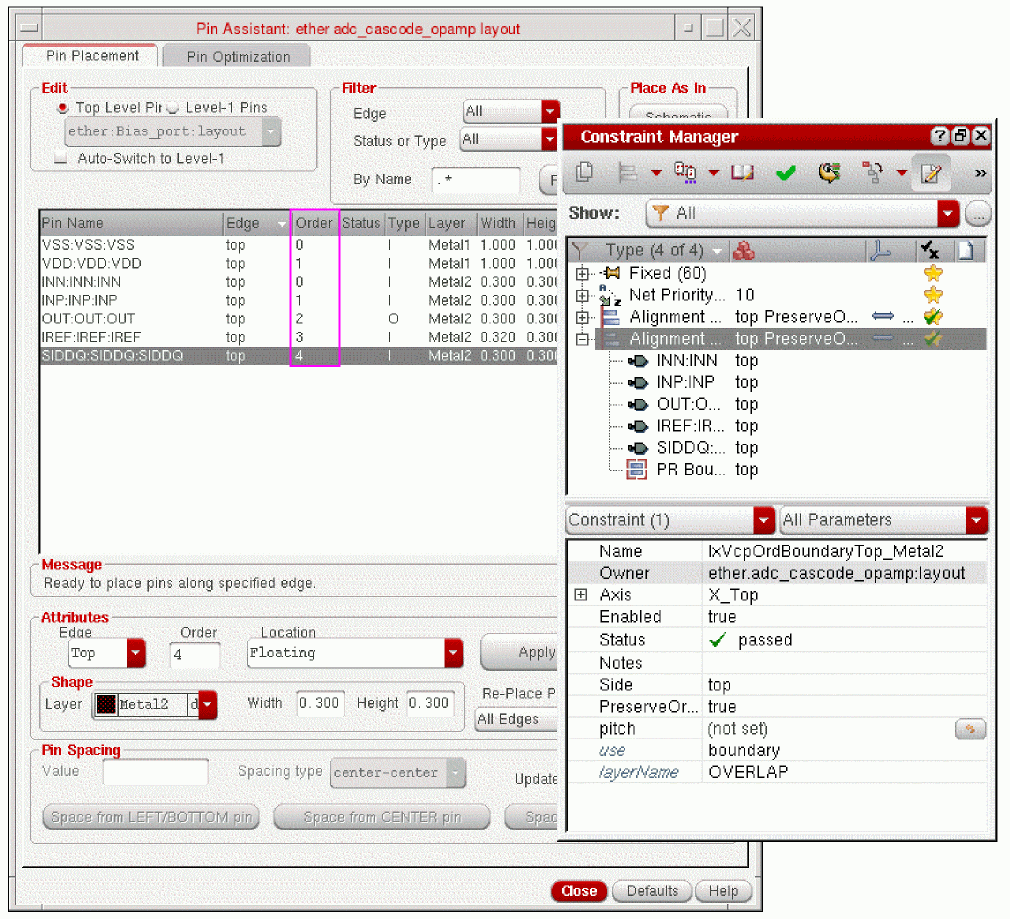 Pin Assistant: ether adc_cascode_opamp layout
Pin Placement
Pin Optimization
Edit
Top Level Pir Level-1 Pins
ether:Bias_port:layout
Auto-Switch to Level-1
Filter
Edge All
Status or Type All
By Name .*
Place As In
Schematic
Pin Name Edge Order Status Type Layer Width Heig
VSS:VSS:VSS top 0 I Metal1 1.000 1.00
VDD:VDD:VDD top 1 I Metal1 1.000 1.00
INN:INN:INN top 0 I Metal2 0.300 0.30
INP:INP:INP top 1 I Metal2 0.300 0.30
OUT:OUT:OUT top 2 O Metal2 0.300 0.30
IREF:IREF:IREF top 3 I Metal2 0.320 0.30
SIDDQ:SIDDQ:SIDDQ top 4 I Metal2 0.300 0.30
Message
Ready to place pins along specified edge.
Attributes
Edge Order Location
Top 4 Floating Apply
Shape
Layer Metal2 d Width 0.300 Height 0.300
Re-Place P
All Edges
Pin Spacing
Value Spacing type center-center Update
Space from LEFT/BOTTOM pin Space from CENTER pin Spac
Close Defaults Help
Constraint Manager
Show: All ...
Type (4 of 4)
Fixed (60)
Net Priority... 10
Alignment ... top PreserveO... ...
Alignment ... top PreserveO... ...
INN:INN top
INP:INP top
OUT:O... top
IREF:IR... top
SIDDQ:... top
PR Bou... top
Constraint (1) All Parameters
Name lxVcpOrdBoundaryTop_Metal2
Owner ether.adc_cascode_opamp:layout
Axis X_Top
Enabled true
Status passed
Notes
Side top
PreserveOr... true
pitch (not set)
use boundary
layerName OVERLAP